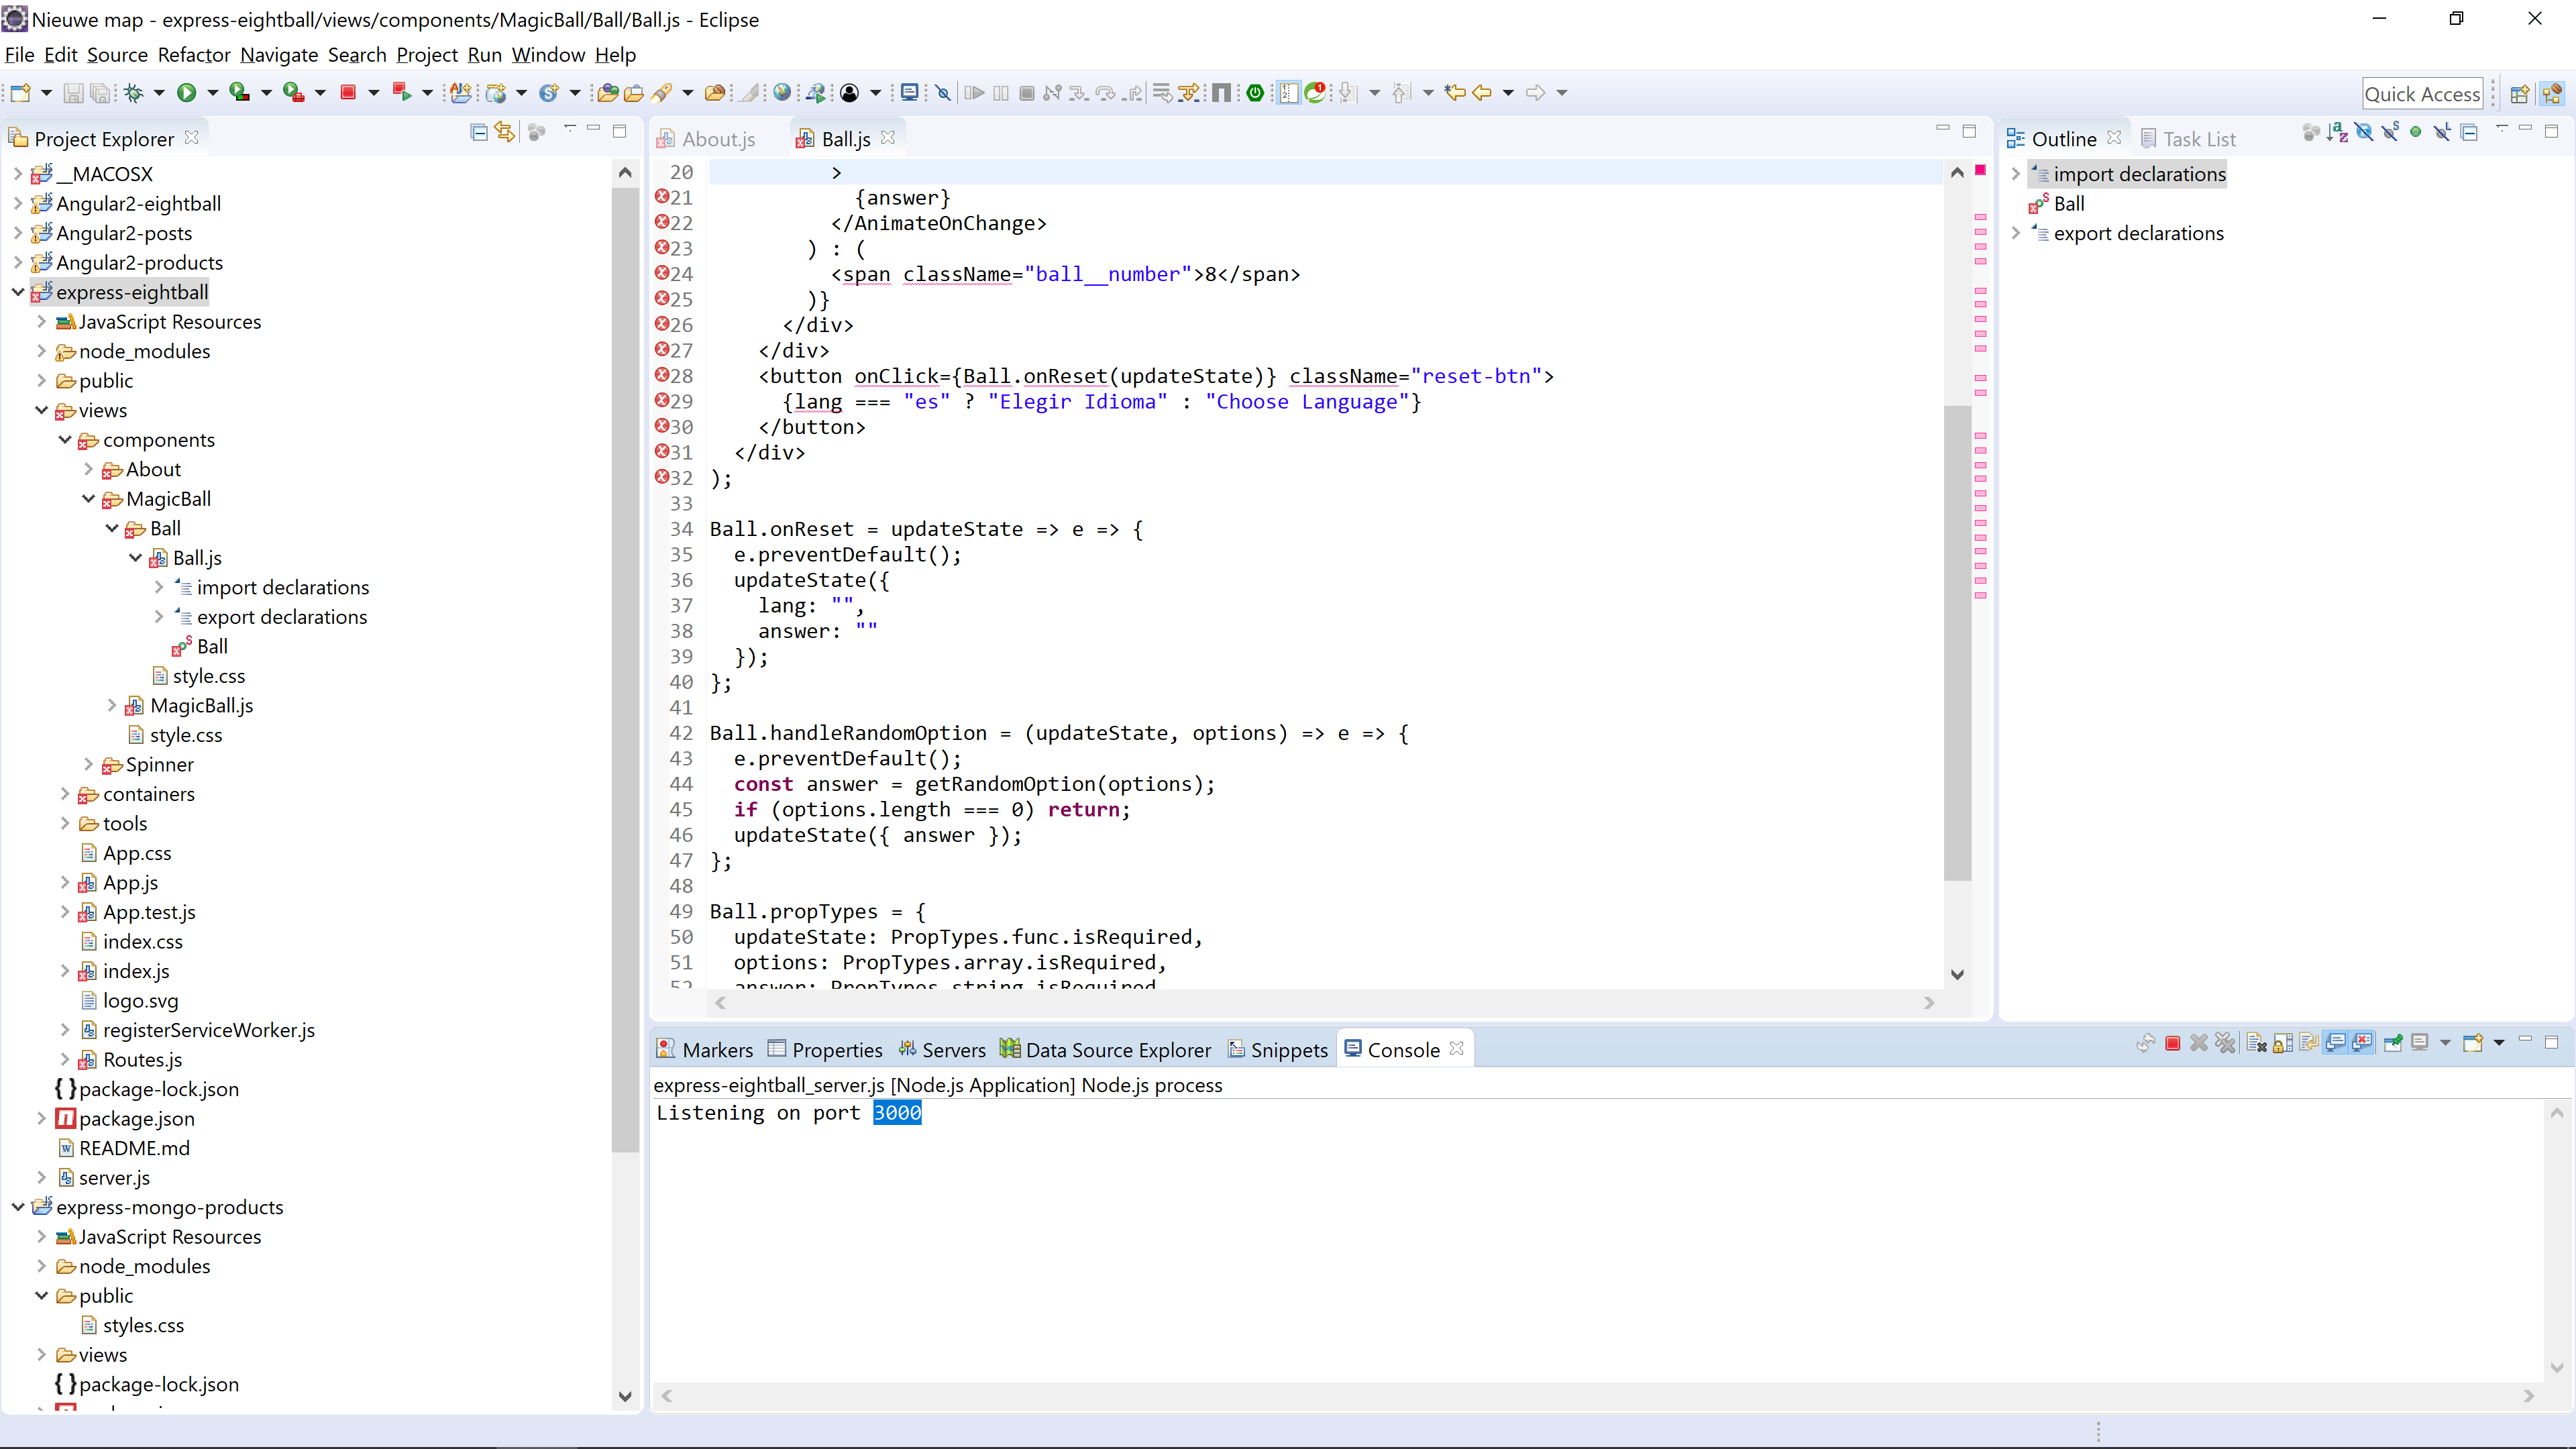 Nieuwe map - express-eightball/views/components/MagicBall/Ball/Ball.js - Eclipse
File Edit Source Refactor Navigate Search Project Run Window Help
Quick Access
Project Explorer
__MACOSX
Angular2-eightball
Angular2-posts
Angular2-products
express-eightball
JavaScript Resources
node_modules
public
views
components
About
MagicBall
Ball
Ball.js
import declarations
export declarations
Ball
style.css
MagicBall.js
style.css
Spinner
containers
tools
App.css
App.js
App.test.js
index.css
index.js
logo.svg
registerServiceWorker.js
Routes.js
package-lock.json
package.json
README.md
server.js
express-mongo-products
JavaScript Resources
node_modules
public
styles.css
views
package-lock.json
About.js
Ball.js
20 >
21 {answer}
22 </AnimateOnChange>
23 ) : (
24 <span className="ball__number">8</span>
25 )}
26 </div>
27 </div>
28 <button onClick={Ball.onReset(updateState)} className="reset-btn">
29 {lang === "es" ? "Elegir Idioma" : "Choose Language"}
30 </button>
31 </div>
32 );
33
34 Ball.onReset = updateState => e => {
35 e.preventDefault();
36 updateState({
37 lang: "",
38 answer: ""
39 });
40 };
41
42 Ball.handleRandomOption = (updateState, options) => e => {
43 e.preventDefault();
44 const answer = getRandomOption(options);
45 if (options.length === 0) return;
46 updateState({ answer });
47 };
48
49 Ball.propTypes = {
50 updateState: PropTypes.func.isRequired,
51 options: PropTypes.array.isRequired,
52 answer: PropTypes.string.isRequired
Outline
Task List
import declarations
Ball
export declarations
Markers Properties Servers Data Source Explorer Snippets Console
express-eightball_server.js [Node.js Application] Node.js process
Listening on port 3000